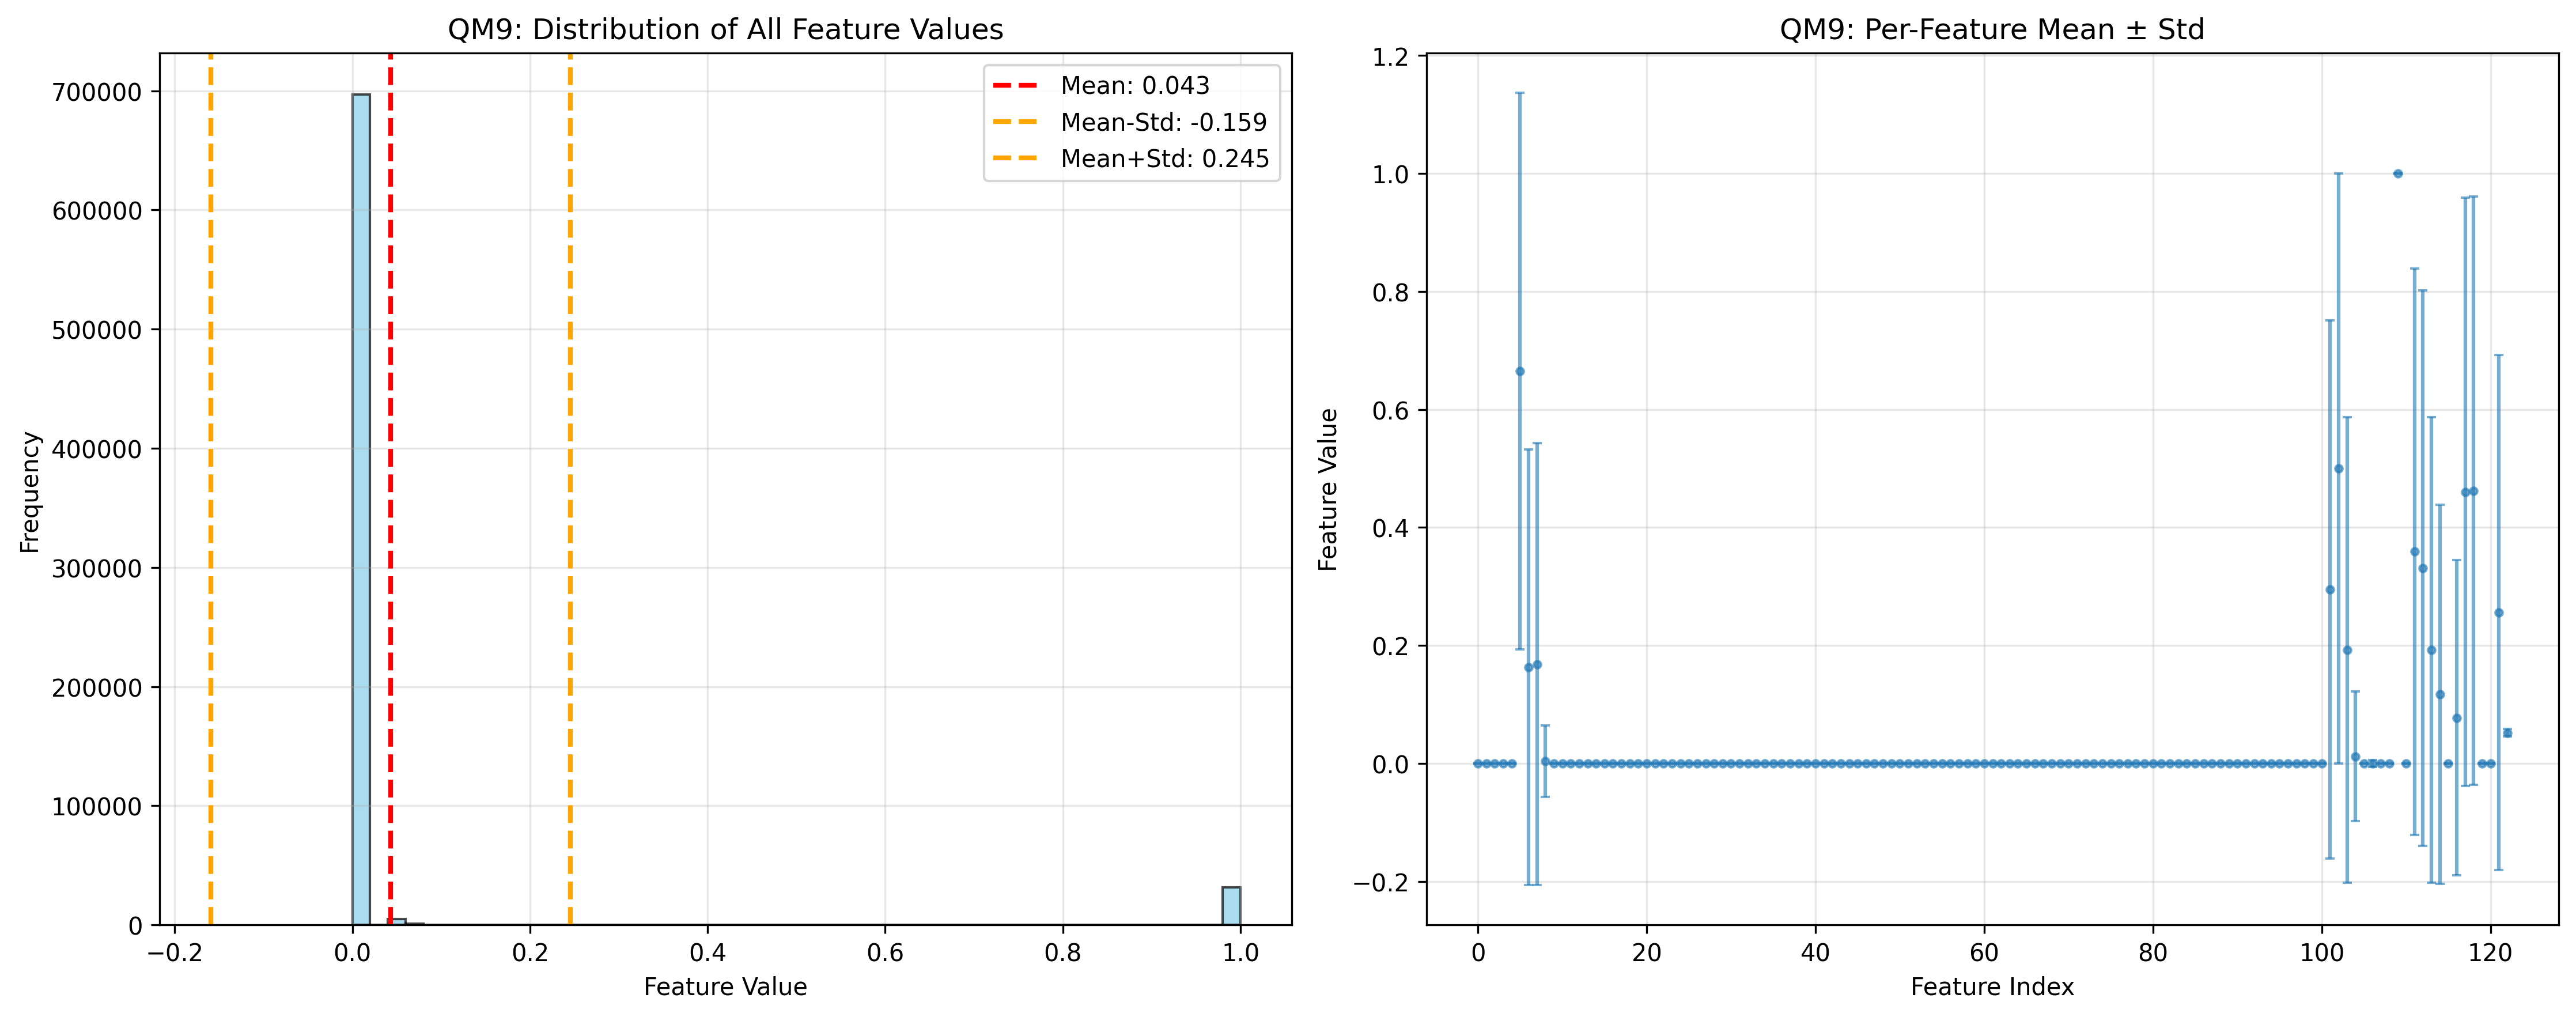 QM9: Distribution of All Feature Values
Mean: 0.043
Mean-Std: -0.159
Mean+Std: 0.245
700000
600000
500000
400000
300000
200000
100000
0
Frequency
−0.2 0.0 0.2 0.4 0.6 0.8 1.0
Feature Value
QM9: Per-Feature Mean ± Std
1.2
1.0
0.8
0.6
0.4
0.2
0.0
−0.2
Feature Value
0 20 40 60 80 100 120
Feature Index